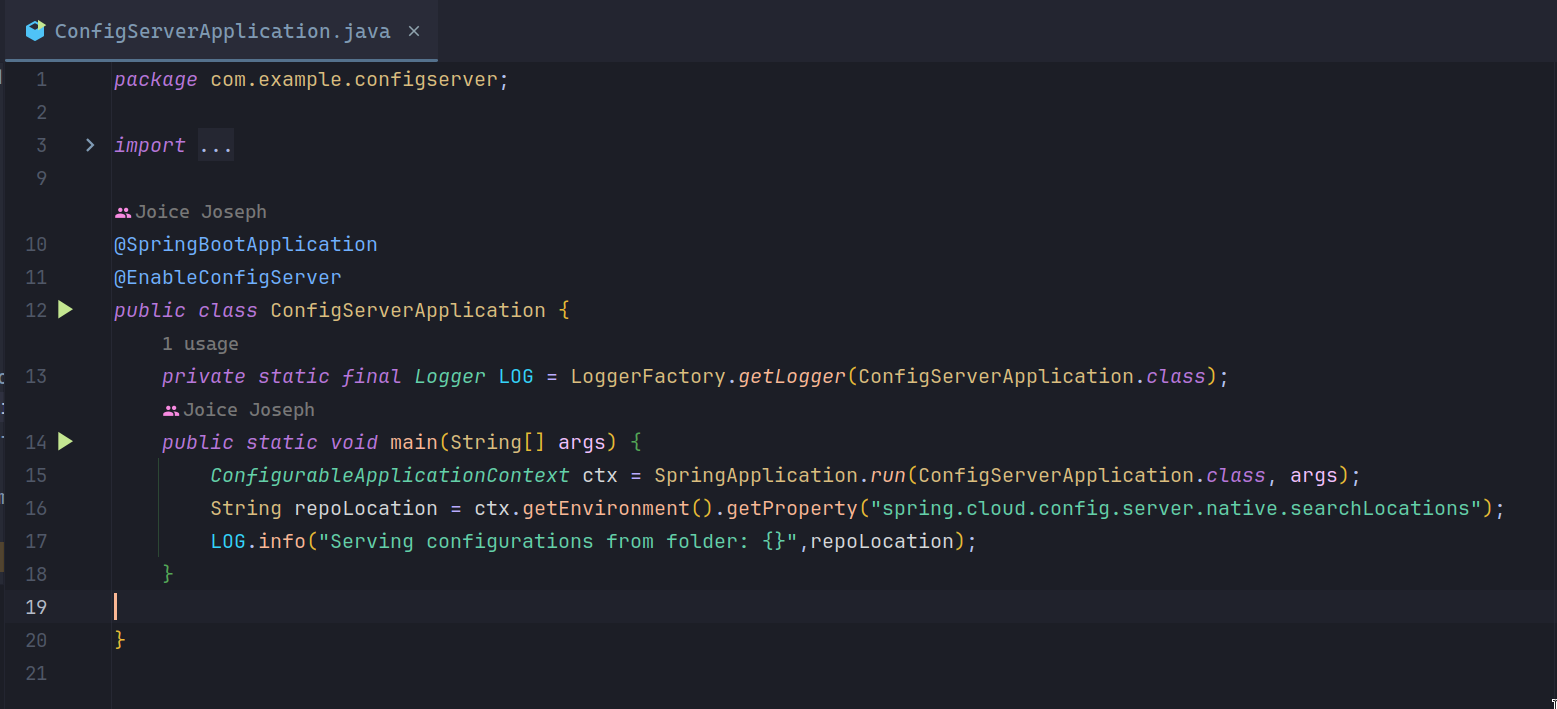 ConfigServerApplication.java
1 package com.example.configserver;
2
3 import ...
9
Joice Joseph
10 @SpringBootApplication
11 @EnableConfigServer
12 public class ConfigServerApplication {
1 usage
13 private static final Logger LOG = LoggerFactory.getLogger(ConfigServerApplication.class);
Joice Joseph
14 public static void main(String[] args) {
15 ConfigurableApplicationContext ctx = SpringApplication.run(ConfigServerApplication.class, args);
16 String repoLocation = ctx.getEnvironment().getProperty("spring.cloud.config.server.native.searchLocations");
17 LOG.info("Serving configurations from folder: {}",repoLocation);
18 }
19
20 }
21